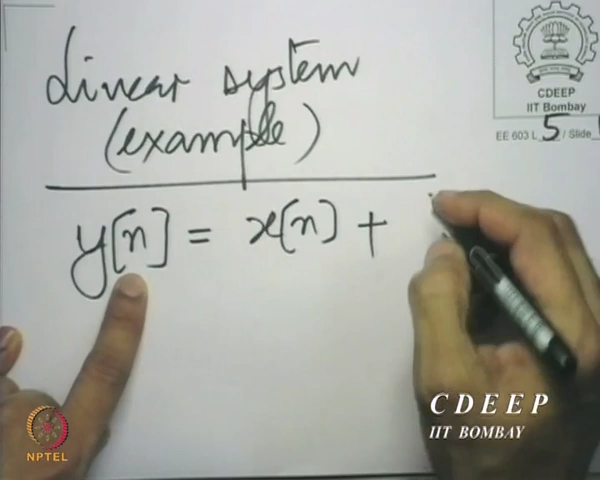 Linear system
(example)
y[n] = x[n] +
CDEEP
IIT Bombay
EE 603 L 5 / Slide
CDEEP
IIT BOMBAY
NPTEL